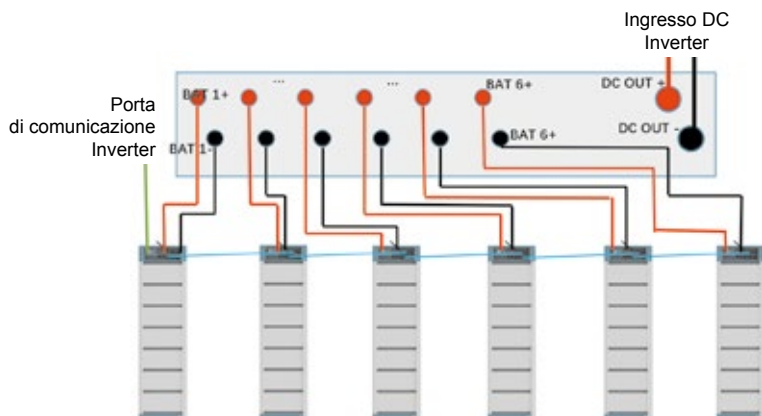 Ingresso DC
Inverter
BAT 1+
...
...
BAT 6+
DC OUT +
Porta
di comunicazione
Inverter
BAT 1-
BAT 6+
DC OUT -